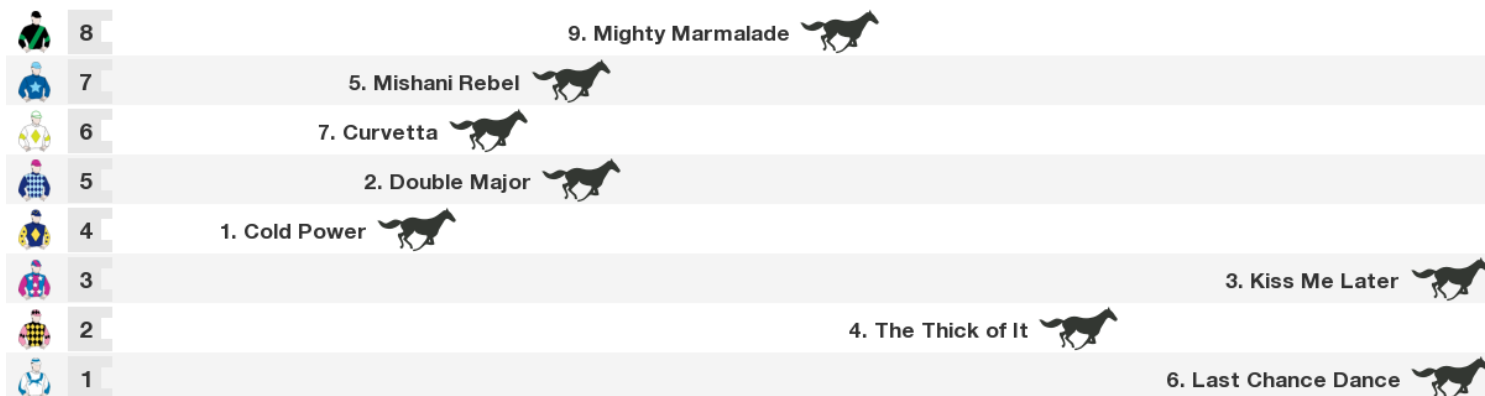 8 9. Mighty Marmalade
7 5. Mishani Rebel
6 7. Curvetta
5 2. Double Major
4 1. Cold Power
3 3. Kiss Me Later
2 4. The Thick of It
1 6. Last Chance Dance